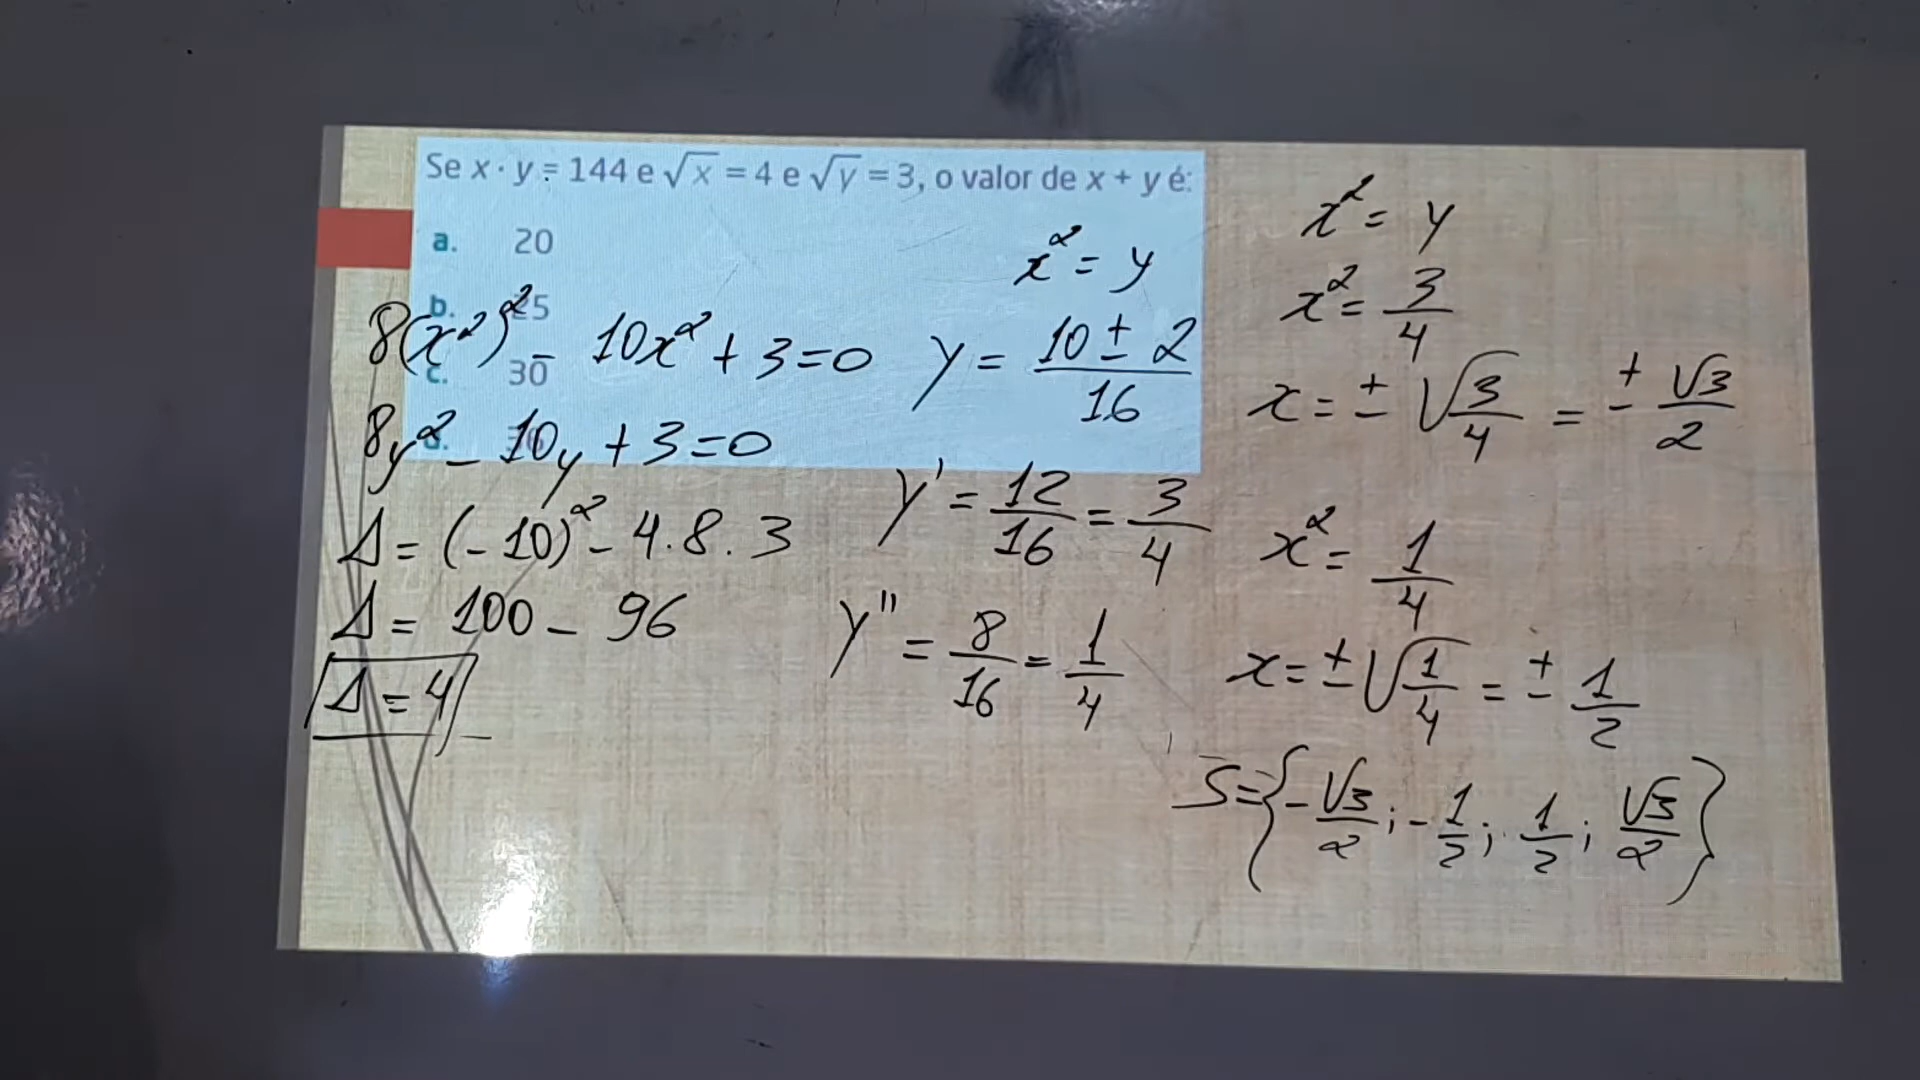 Se x · y = 144 e √x = 4 e √y = 3, o valor de x + y é:
a. 20
b. 25
c. 30
8(x²)² - 10x² + 3 = 0
8y² - 10y + 3 = 0
Δ = (-10)² - 4.8.3
Δ = 100 - 96
Δ = 4
x² = y
y = (10 ± 2)/16
y' = 12/16 = 3/4
y" = 8/16 = 1/4
x² = y
x² = 3/4
x = ± √(3/4) = ± √3/2
x² = 1/4
x = ± √(1/4) = ± 1/2
S = {-√3/2 ; -1/2 ; 1/2 ; √3/2}